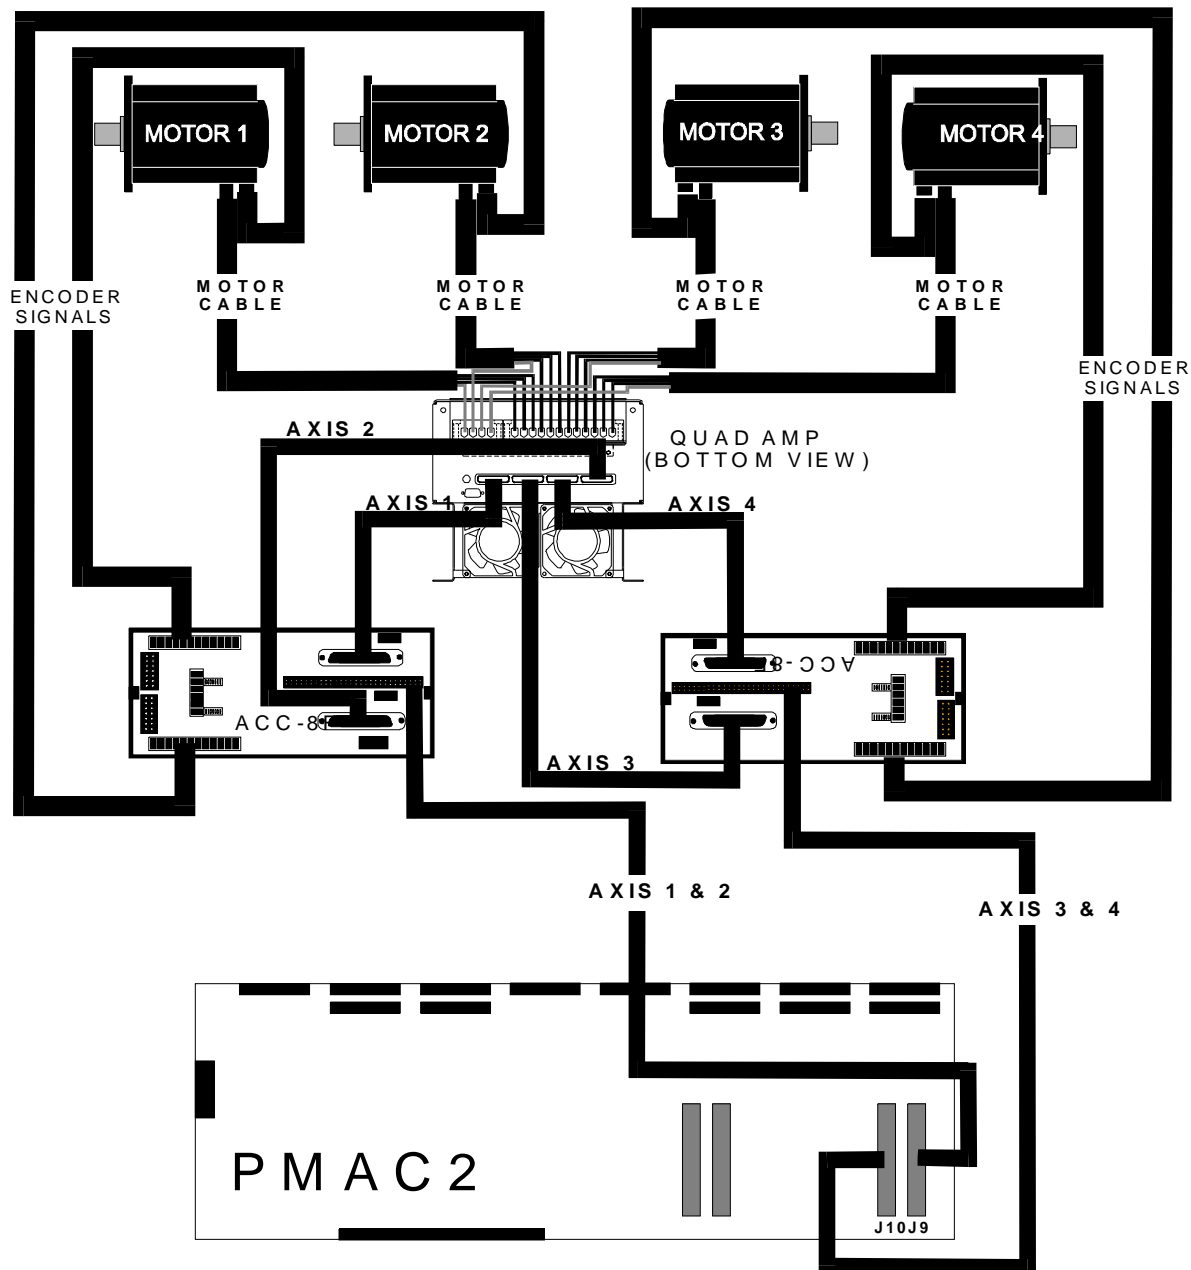 MOTOR 1
MOTOR 2
MOTOR 3
MOTOR 4
MOTOR
CABLE
MOTOR
CABLE
MOTOR
CABLE
MOTOR
CABLE
ENCODER
SIGNALS
ENCODER
SIGNALS
AXIS 2
QUAD AMP
(BOTTOM VIEW)
AXIS 1
AXIS 4
ACC-8
ACC-8
AXIS 3
AXIS 1 & 2
AXIS 3 & 4
PMAC2
J10J9